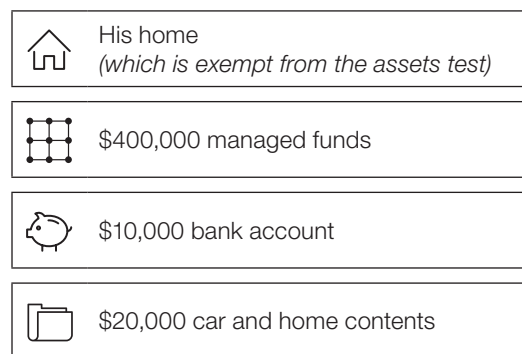 His home
(which is exempt from the assets test)
$400,000 managed funds
$10,000 bank account
$20,000 car and home contents